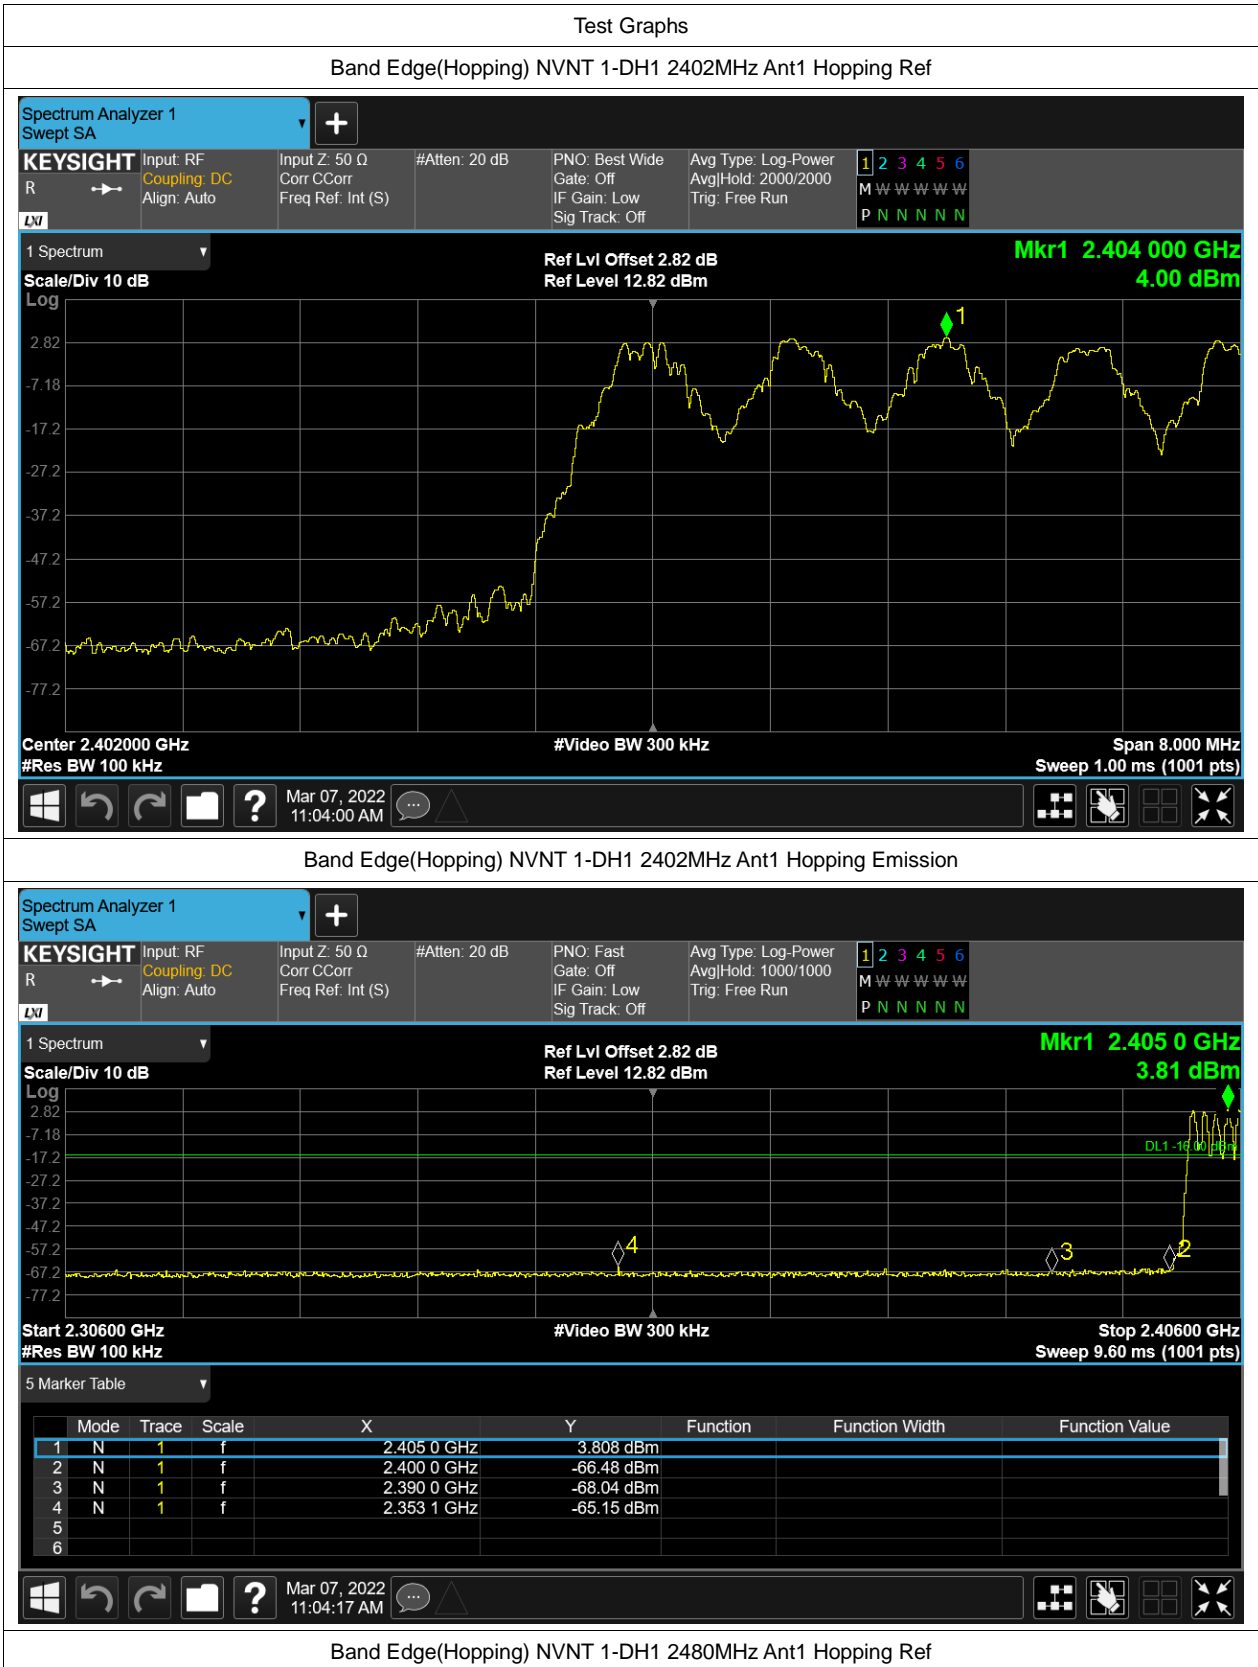 Test Graphs
Band Edge(Hopping) NVNT 1-DH1 2402MHz Ant1 Hopping Ref
Spectrum Analyzer 1
Swept SA
KEYSIGHT Input: RF Input Z: 50 Ω #Atten: 20 dB PNO: Best Wide Avg Type: Log-Power 1 2 3 4 5 6
R Coupling: DC Corr CCorr Gate: Off Avg|Hold: 2000/2000 M W W W W W
Align: Auto Freq Ref: Int (S) IF Gain: Low Trig: Free Run
LXI Sig Track: Off P N N N N N
1 Spectrum Ref Lvl Offset 2.82 dB Mkr1 2.404 000 GHz
Scale/Div 10 dB Ref Level 12.82 dBm 4.00 dBm
Log
1
2.82
-7.18
-17.2
-27.2
-37.2
-47.2
-57.2
-67.2
-77.2
Center 2.402000 GHz #Video BW 300 kHz Span 8.000 MHz
#Res BW 100 kHz Sweep 1.00 ms (1001 pts)
? Mar 07, 2022
11:04:00 AM
Band Edge(Hopping) NVNT 1-DH1 2402MHz Ant1 Hopping Emission
Spectrum Analyzer 1
Swept SA
KEYSIGHT Input: RF Input Z: 50 Ω #Atten: 20 dB PNO: Fast Avg Type: Log-Power 1 2 3 4 5 6
R Coupling: DC Corr CCorr Gate: Off Avg|Hold: 1000/1000 M W W W W W
Align: Auto Freq Ref: Int (S) IF Gain: Low Trig: Free Run
LXI Sig Track: Off P N N N N N
1 Spectrum Ref Lvl Offset 2.82 dB Mkr1 2.405 0 GHz
Scale/Div 10 dB Ref Level 12.82 dBm 3.81 dBm
Log
2.82
-7.18
DL1 -16.00 dBm
-17.2
-27.2
-37.2
-47.2
-57.2 4 3 2
-67.2
-77.2
Start 2.30600 GHz #Video BW 300 kHz Stop 2.40600 GHz
#Res BW 100 kHz Sweep 9.60 ms (1001 pts)
5 Marker Table
Mode Trace Scale X Y Function Function Width Function Value
1 N 1 f 2.405 0 GHz 3.808 dBm
2 N 1 f 2.400 0 GHz -66.48 dBm
3 N 1 f 2.390 0 GHz -68.04 dBm
4 N 1 f 2.353 1 GHz -65.15 dBm
5
6
? Mar 07, 2022
11:04:17 AM
Band Edge(Hopping) NVNT 1-DH1 2480MHz Ant1 Hopping Ref